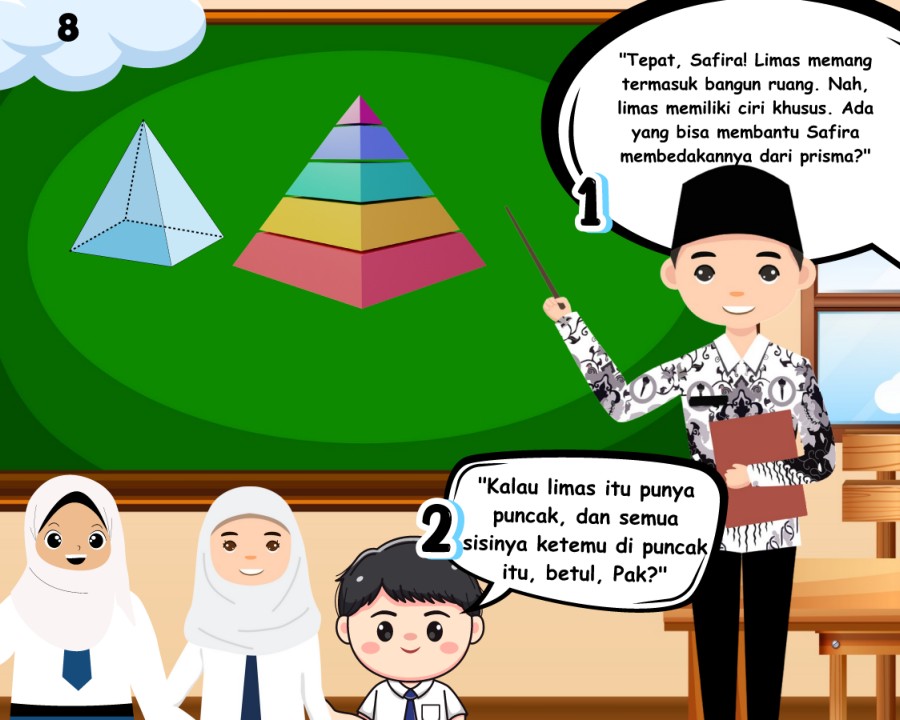 8
"Tepat, Safira! Limas memang
termasuk bangun ruang. Nah,
limas memiliki ciri khusus. Ada
yang bisa membantu Safira
membedakannya dari prisma?"
1
"Kalau limas itu punya
puncak, dan semua
sisinya ketemu di puncak
itu, betul, Pak?"
2